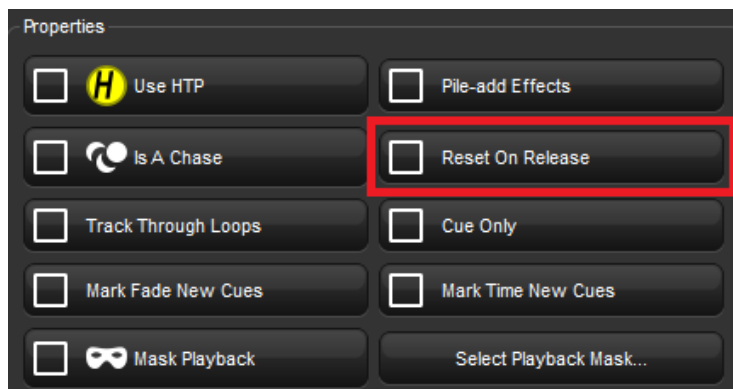 Properties
H Use HTP
Pile-add Effects
Is A Chase
Reset On Release
Track Through Loops
Cue Only
Mark Fade New Cues
Mark Time New Cues
Mask Playback
Select Playback Mask...